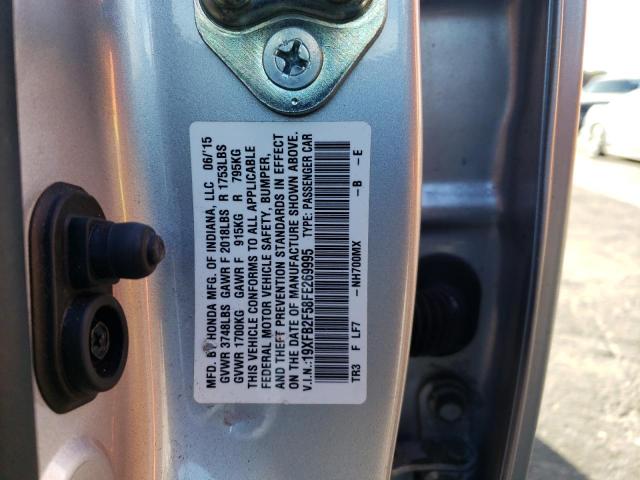 MFD. BY HONDA MFG. OF INDIANA, LLC 06/15
GVWR 3748LBS GAWR F 2018LBS R 1753LBS
GVWR 1700KG GAWR F 915KG R 795KG
THIS VEHICLE CONFORMS TO ALL APPLICABLE
FEDERAL MOTOR VEHICLE SAFETY, BUMPER,
AND THEFT PREVENTION STANDARDS IN EFFECT
ON THE DATE OF MANUFACTURE SHOWN ABOVE.
V.I.N.:19XFB2F58FE269995 TYPE: PASSENGER CAR
TR3 F LF7 -NH700MX -B -E